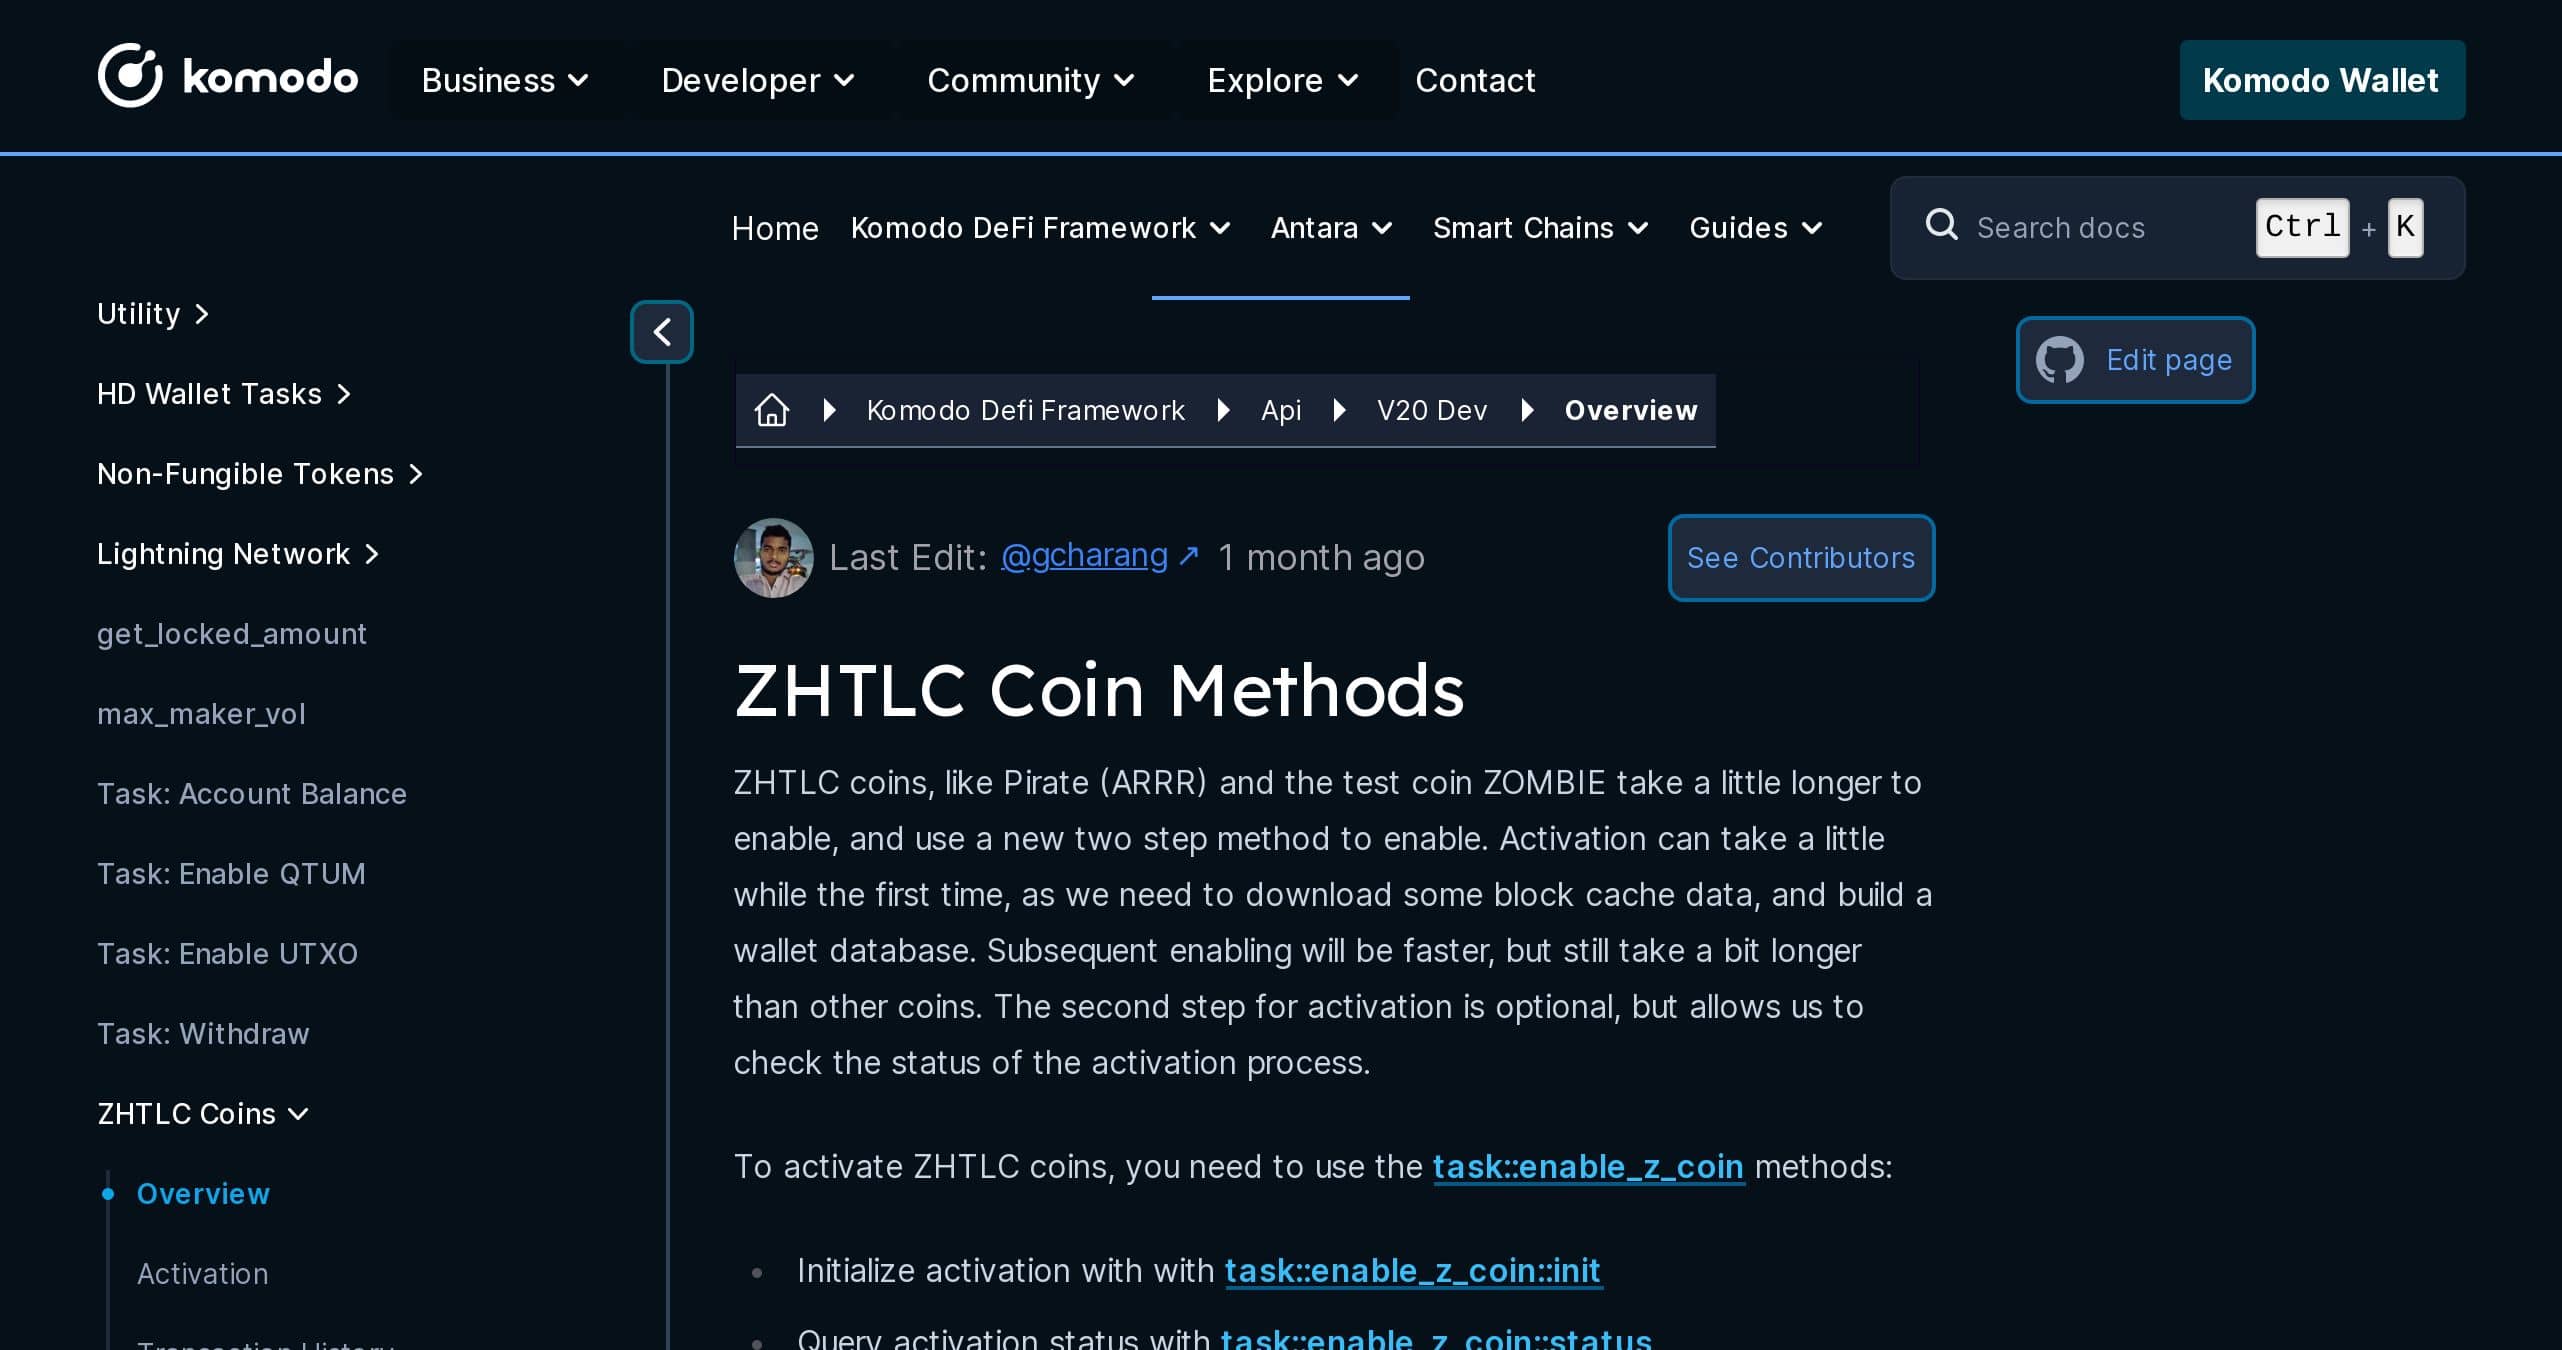 komodo Business Developer Community Explore Contact Komodo Wallet
Home Komodo DeFi Framework Antara Smart Chains Guides Search docs Ctrl + K
Utility
HD Wallet Tasks
Non-Fungible Tokens
Lightning Network
get_locked_amount
max_maker_vol
Task: Account Balance
Task: Enable QTUM
Task: Enable UTXO
Task: Withdraw
ZHTLC Coins
Overview
Activation
Transaction History
Edit page
Komodo Defi Framework Api V20 Dev Overview
Last Edit: @gcharang ↗ 1 month ago See Contributors
ZHTLC Coin Methods
ZHTLC coins, like Pirate (ARRR) and the test coin ZOMBIE take a little longer to
enable, and use a new two step method to enable. Activation can take a little
while the first time, as we need to download some block cache data, and build a
wallet database. Subsequent enabling will be faster, but still take a bit longer
than other coins. The second step for activation is optional, but allows us to
check the status of the activation process.
To activate ZHTLC coins, you need to use the task::enable_z_coin methods:
Initialize activation with with task::enable_z_coin::init
Query activation status with task::enable_z_coin::status